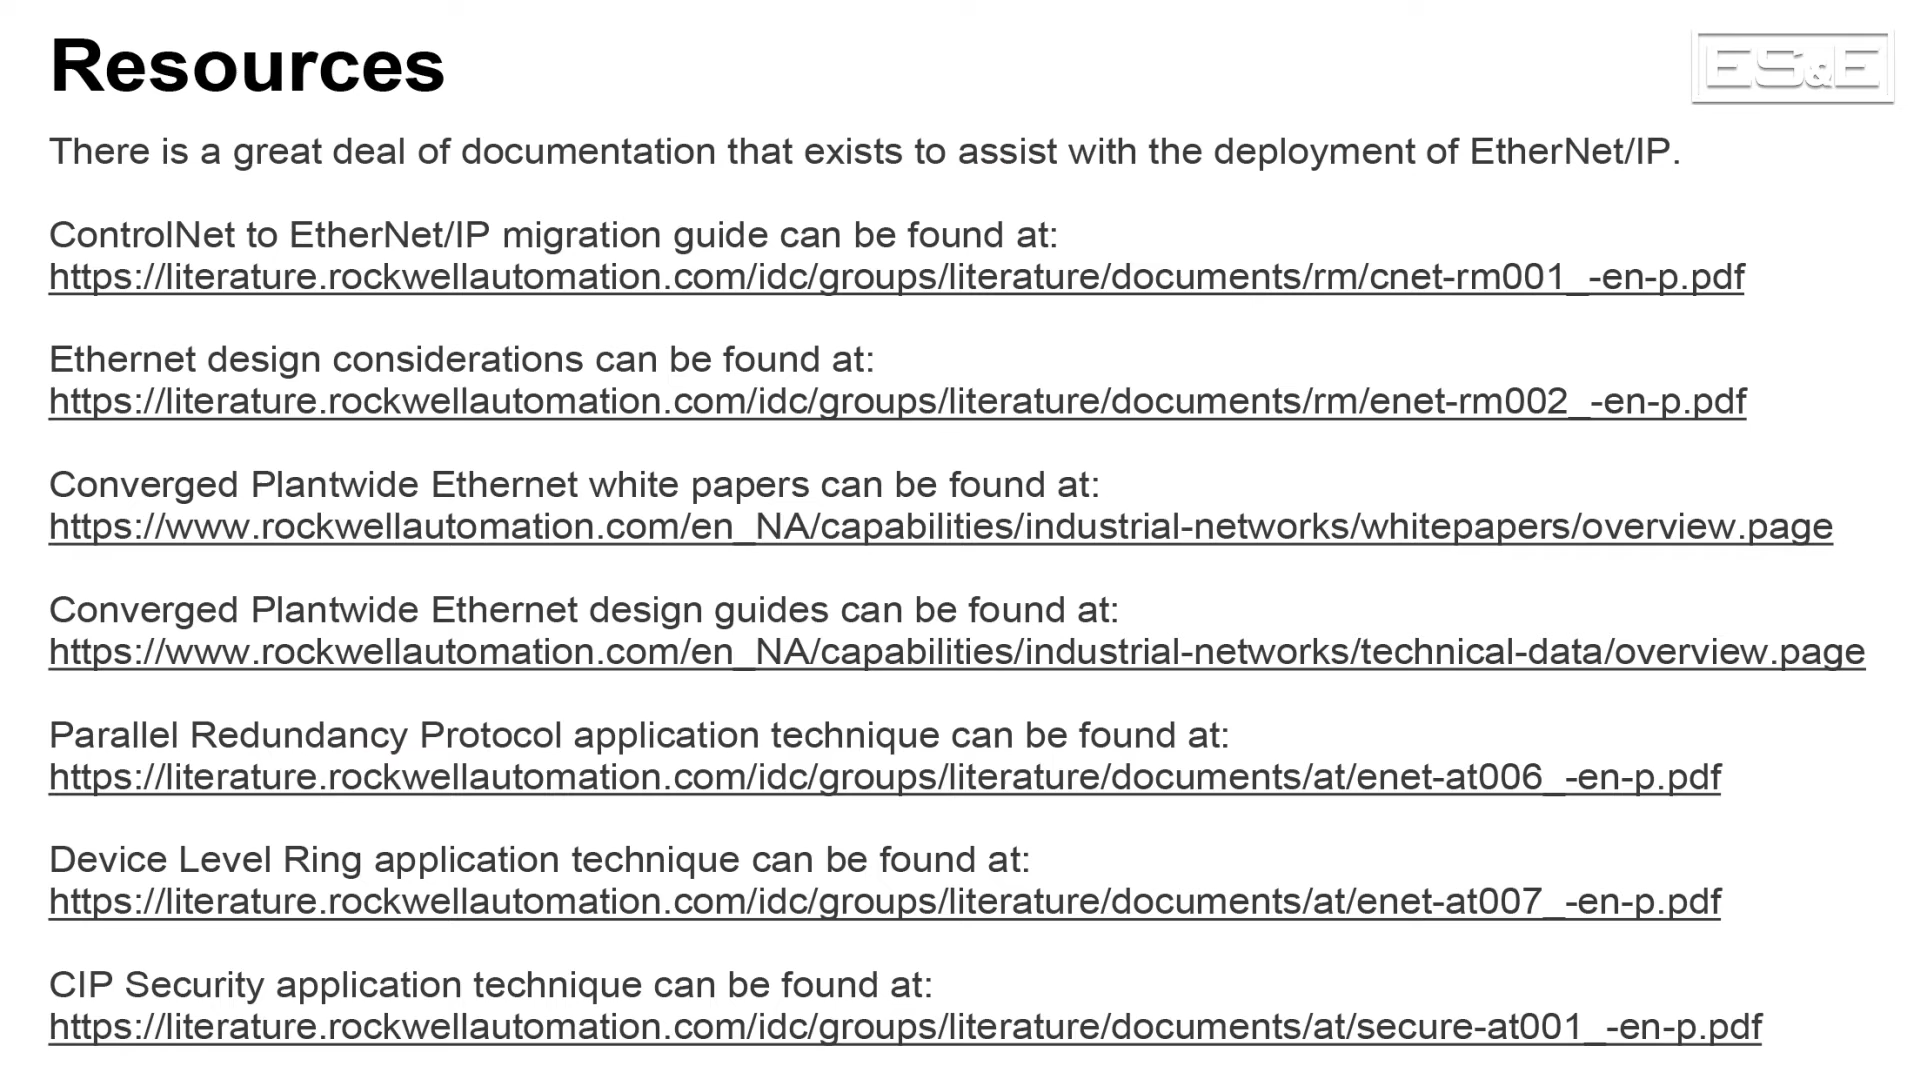 Resources
ES&E
There is a great deal of documentation that exists to assist with the deployment of EtherNet/IP.
ControlNet to EtherNet/IP migration guide can be found at:
https://literature.rockwellautomation.com/idc/groups/literature/documents/rm/cnet-rm001_-en-p.pdf
Ethernet design considerations can be found at:
https://literature.rockwellautomation.com/idc/groups/literature/documents/rm/enet-rm002_-en-p.pdf
Converged Plantwide Ethernet white papers can be found at:
https://www.rockwellautomation.com/en_NA/capabilities/industrial-networks/whitepapers/overview.page
Converged Plantwide Ethernet design guides can be found at:
https://www.rockwellautomation.com/en_NA/capabilities/industrial-networks/technical-data/overview.page
Parallel Redundancy Protocol application technique can be found at:
https://literature.rockwellautomation.com/idc/groups/literature/documents/at/enet-at006_-en-p.pdf
Device Level Ring application technique can be found at:
https://literature.rockwellautomation.com/idc/groups/literature/documents/at/enet-at007_-en-p.pdf
CIP Security application technique can be found at:
https://literature.rockwellautomation.com/idc/groups/literature/documents/at/secure-at001_-en-p.pdf